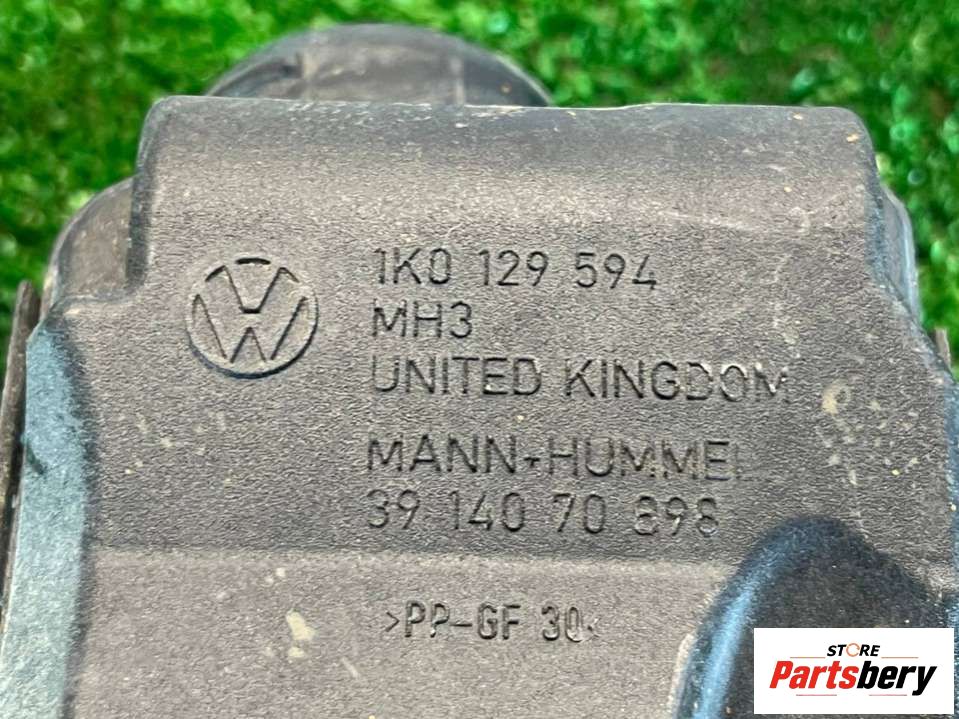 1K0 129 594
MH3
UNITED KINGDOM
MANN+HUMMEL
39 140 70 898
>PP-GF 30<
STORE
Partsbery